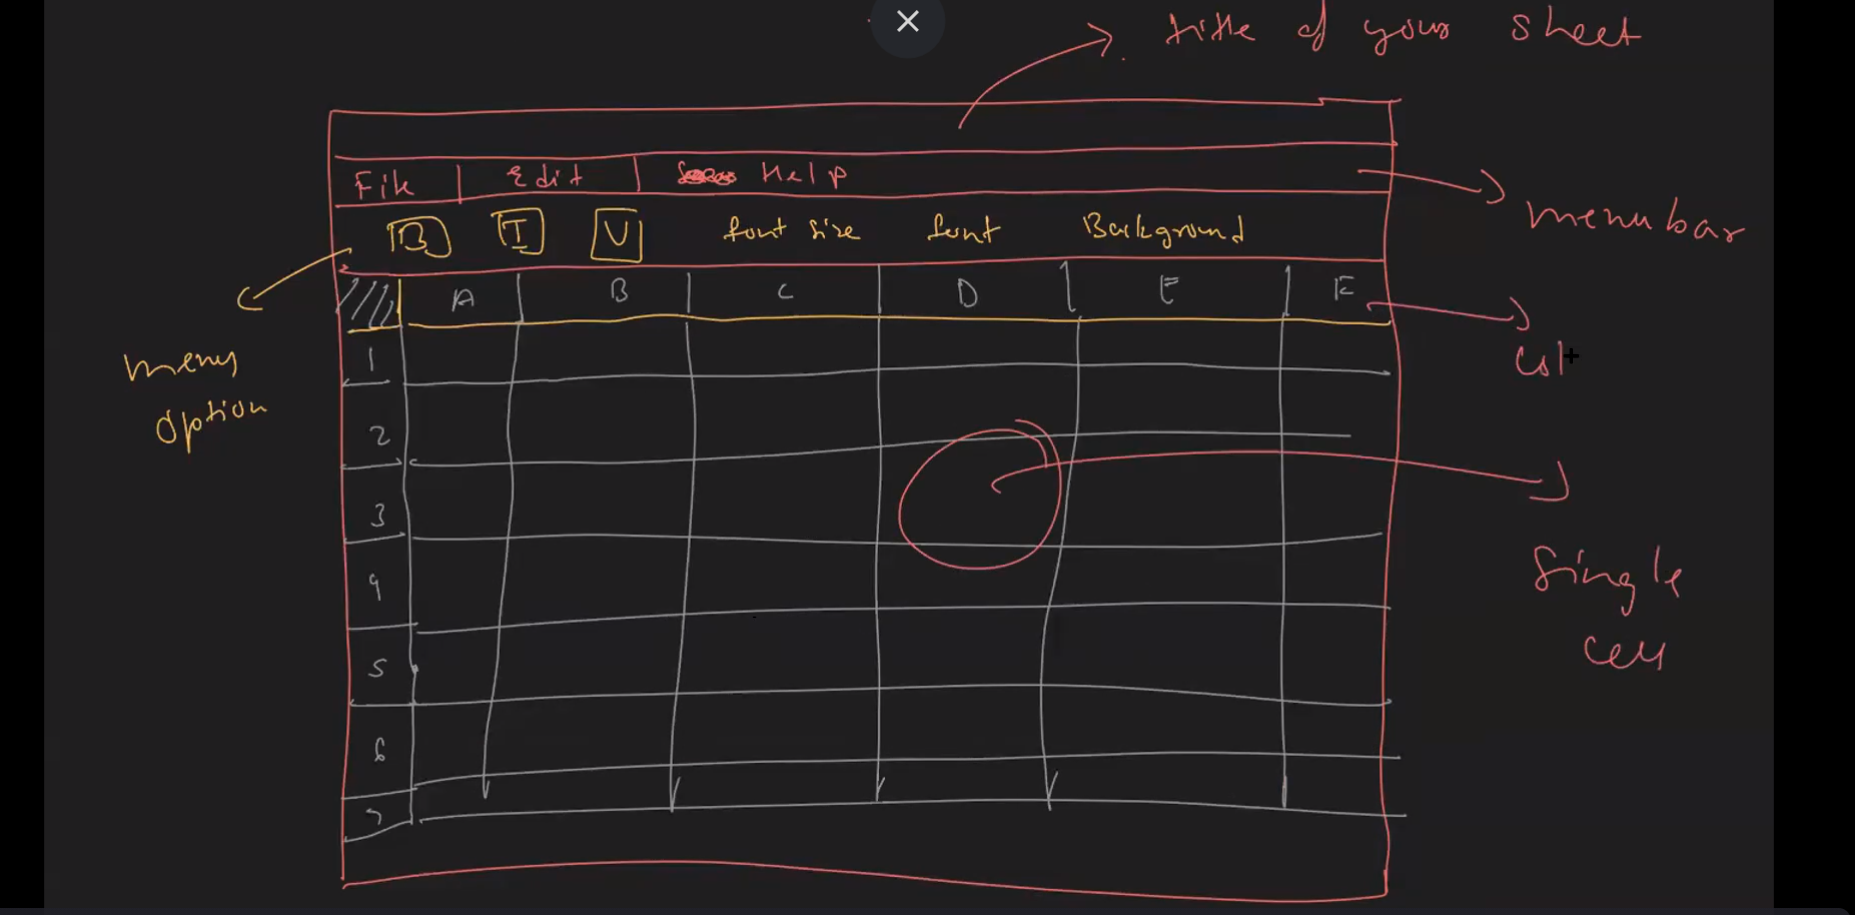 title of your sheet
File Edit Help
B I U font size font Background
menubar
A B C D E F
menu
option
col
1
2
3
4
5
6
7
Single
cell